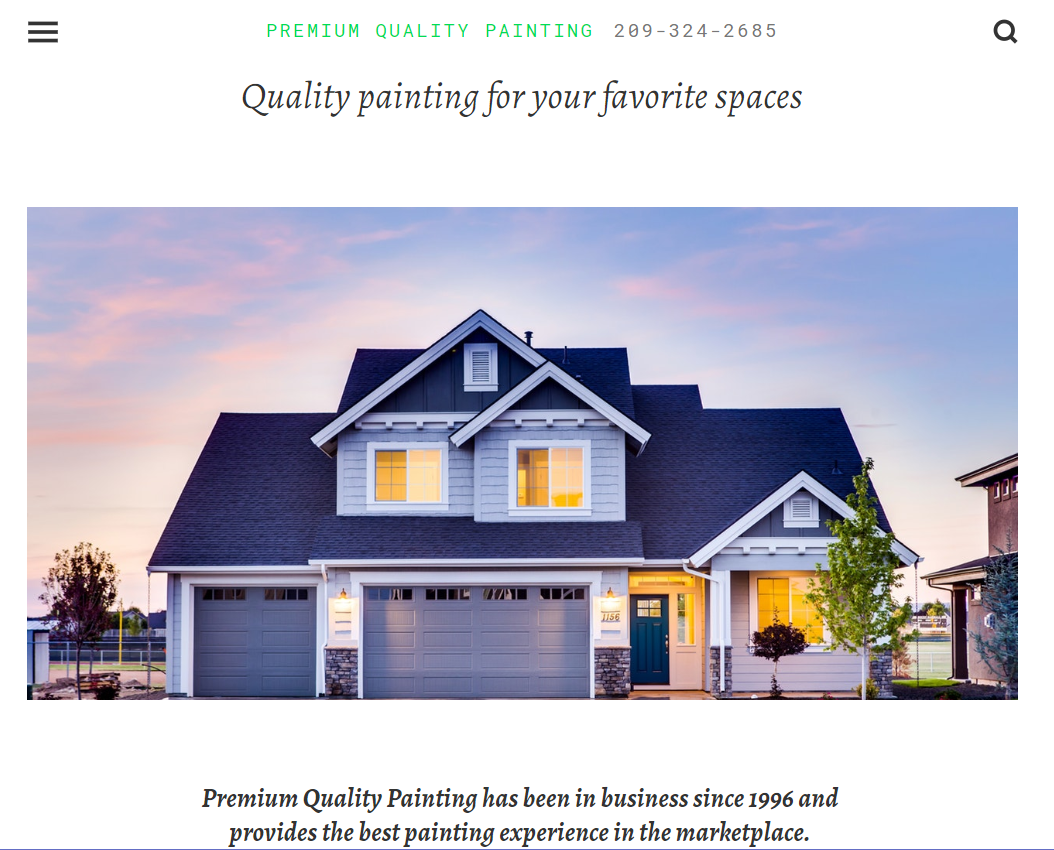 PREMIUM QUALITY PAINTING 209-324-2685
Quality painting for your favorite spaces
1156
Premium Quality Painting has been in business since 1996 and
provides the best painting experience in the marketplace.